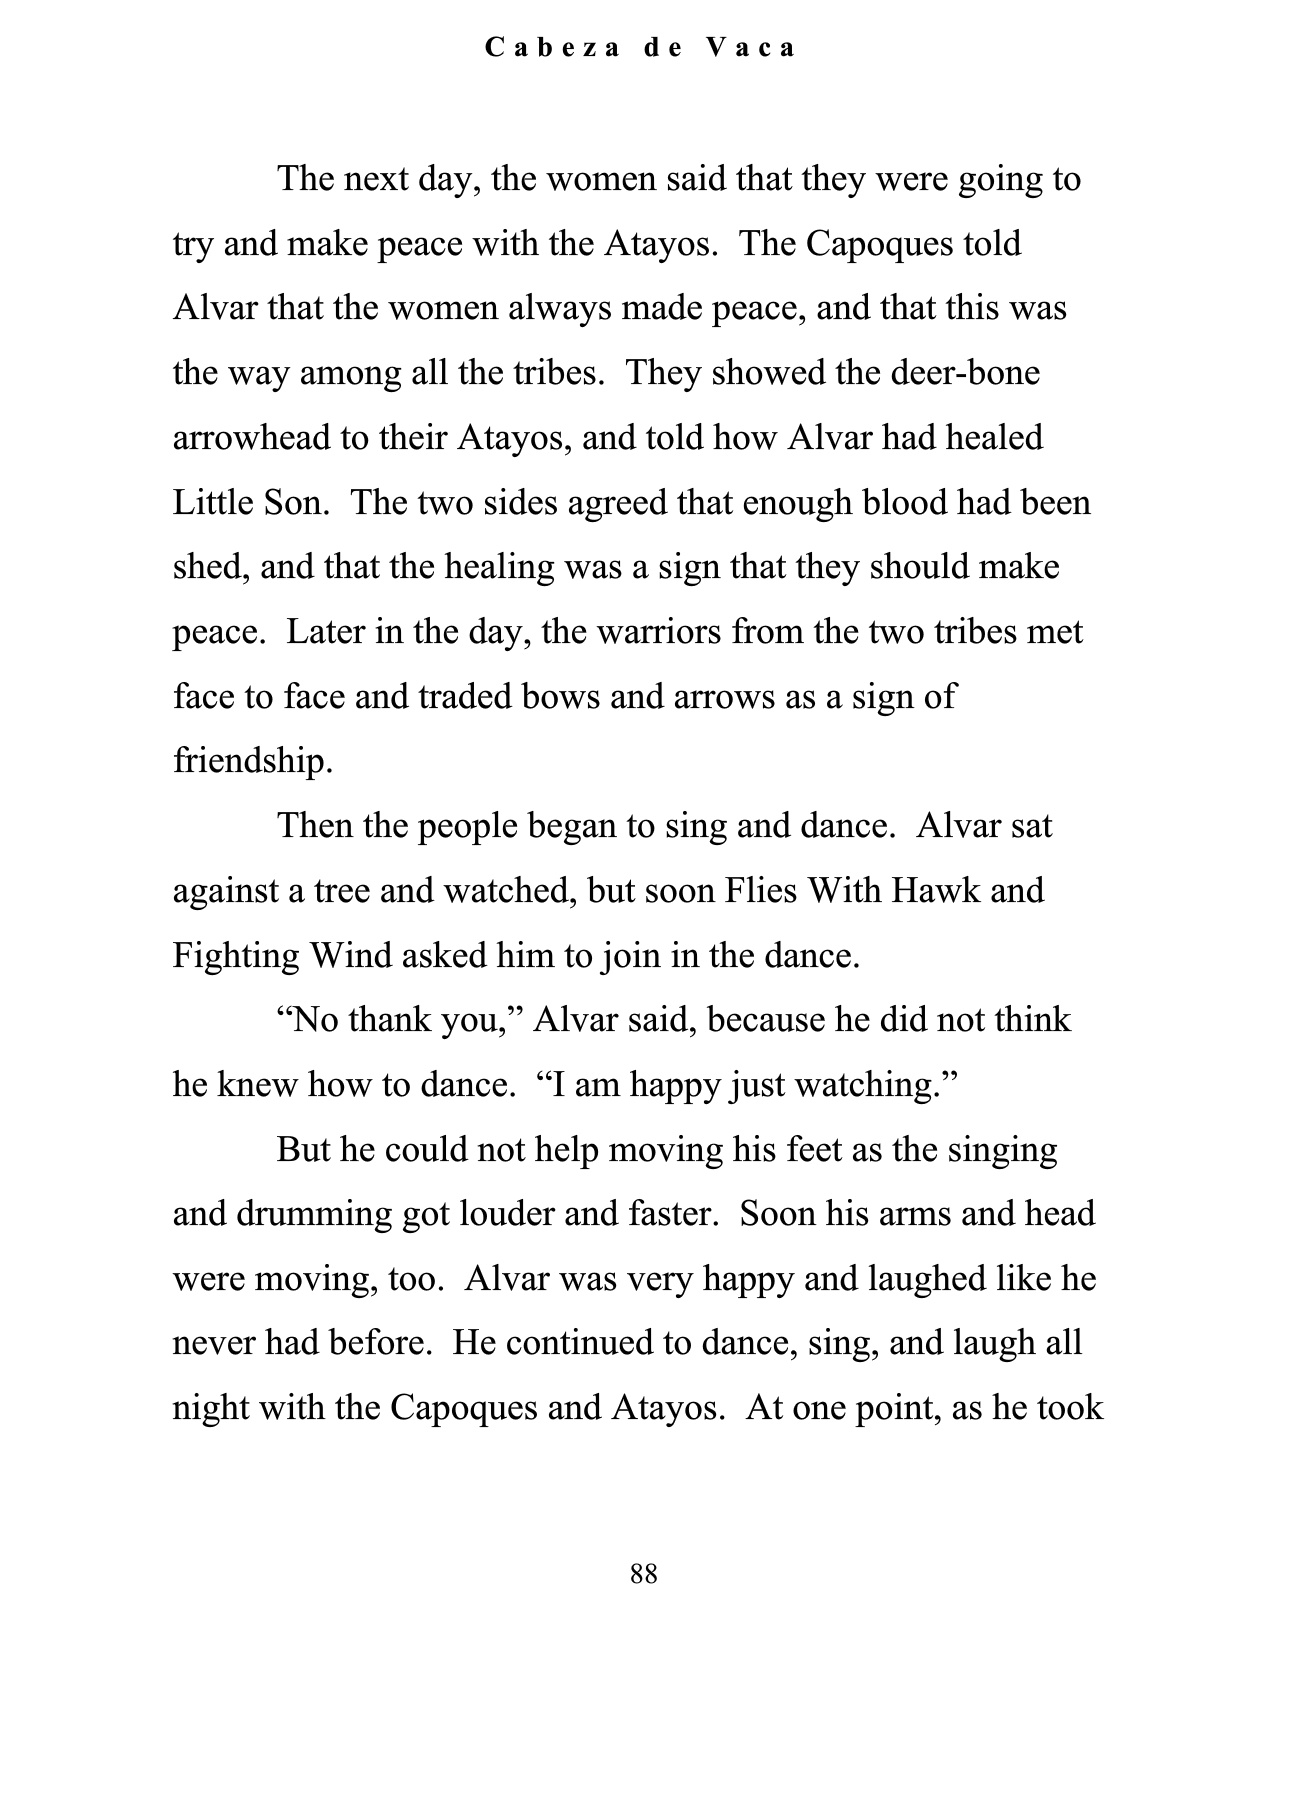 Cabeza de Vaca
The next day, the women said that they were going to
try and make peace with the Atayos.  The Capoques told
Alvar that the women always made peace, and that this was
the way among all the tribes.  They showed the deer-bone
arrowhead to their Atayos, and told how Alvar had healed
Little Son.  The two sides agreed that enough blood had been
shed, and that the healing was a sign that they should make
peace.  Later in the day, the warriors from the two tribes met
face to face and traded bows and arrows as a sign of
friendship.
Then the people began to sing and dance.  Alvar sat
against a tree and watched, but soon Flies With Hawk and
Fighting Wind asked him to join in the dance.
“No thank you,” Alvar said, because he did not think
he knew how to dance.  “I am happy just watching.”
But he could not help moving his feet as the singing
and drumming got louder and faster.  Soon his arms and head
were moving, too.  Alvar was very happy and laughed like he
never had before.  He continued to dance, sing, and laugh all
night with the Capoques and Atayos.  At one point, as he took
88